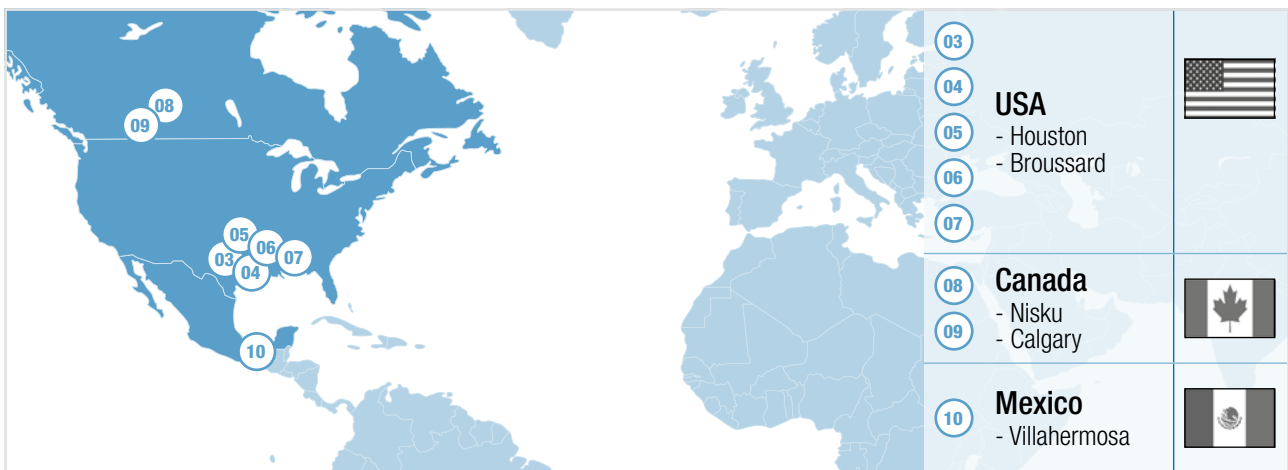 08
09
05
06
03
07
04
10
03
04
05
06
07
USA
- Houston
- Broussard
08
09
Canada
- Nisku
- Calgary
10
Mexico
- Villahermosa